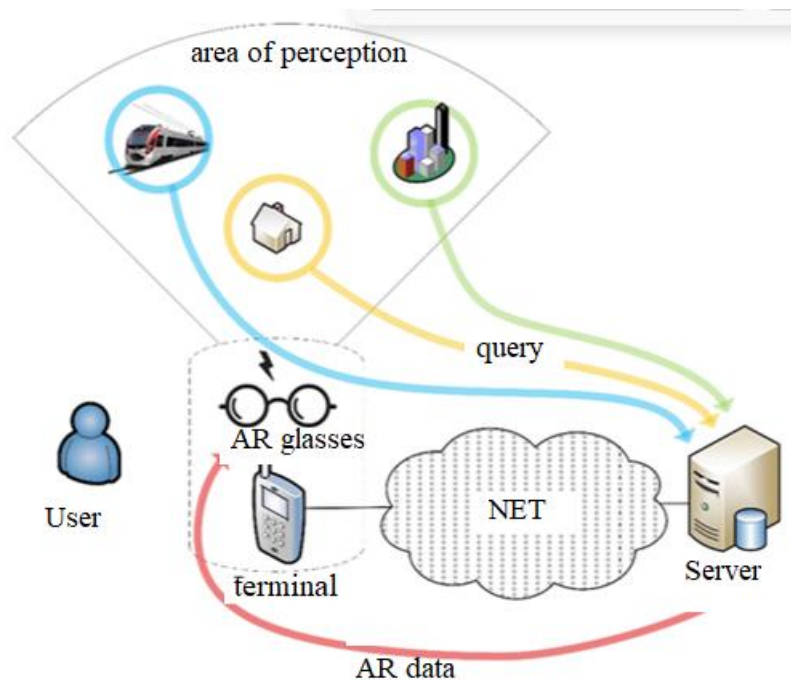 area of perception
query
AR glasses
User
NET
terminal
Server
AR data